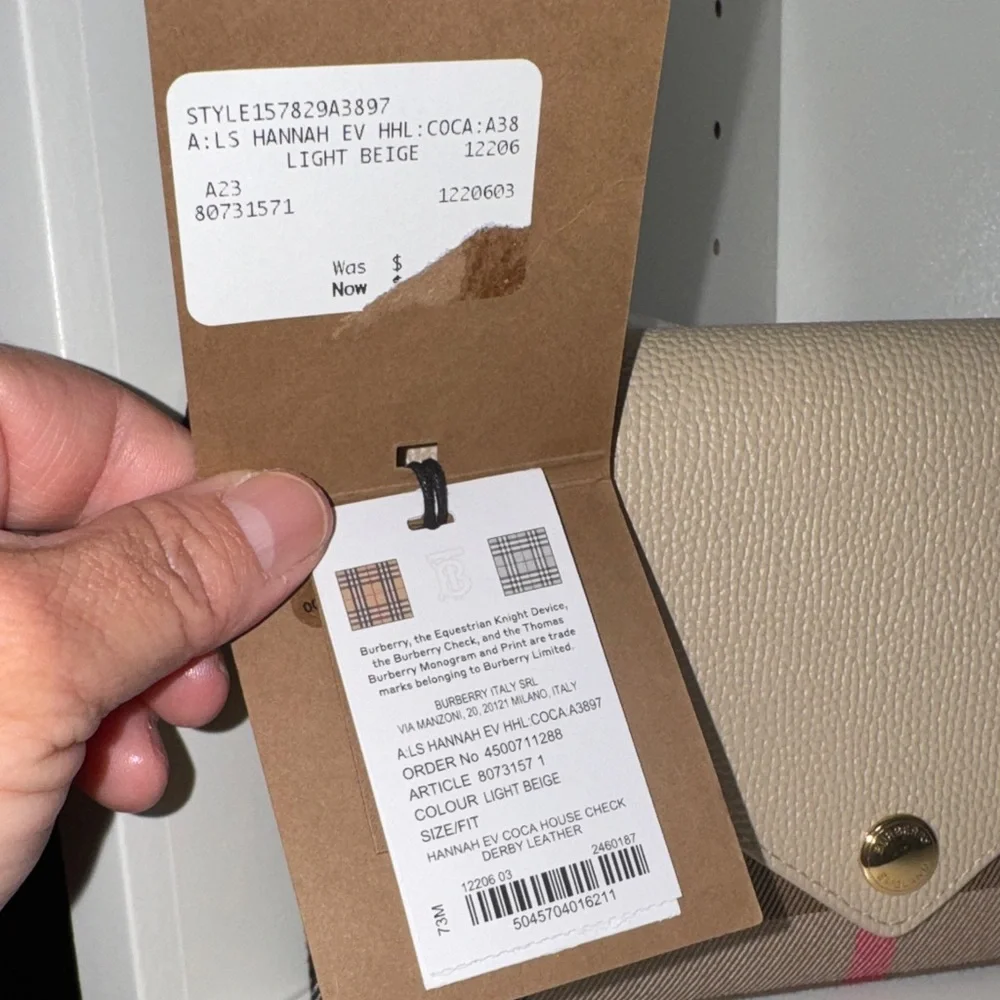 STYLE157829A3897
A:LS HANNAH EV HHL:COCA:A38
LIGHT BEIGE 12206
A23
80731571 1220603
Was $
Now
Burberry, the Equestrian Knight Device,
the Burberry Check, and the Thomas
Burberry Monogram and Print are trade
marks belonging to Burberry Limited.
BURBERRY ITALY SRL
VIA MANZONI, 20, 20121 MILANO, ITALY
A:LS HANNAH EV HHL:COCA:A3897
ORDER No 4500711288
ARTICLE 8073157 1
COLOUR LIGHT BEIGE
SIZE/FIT
HANNAH EV COCA HOUSE CHECK
DERBY LEATHER
12206 03 2460187
73M
5045704016211
ENGLAND